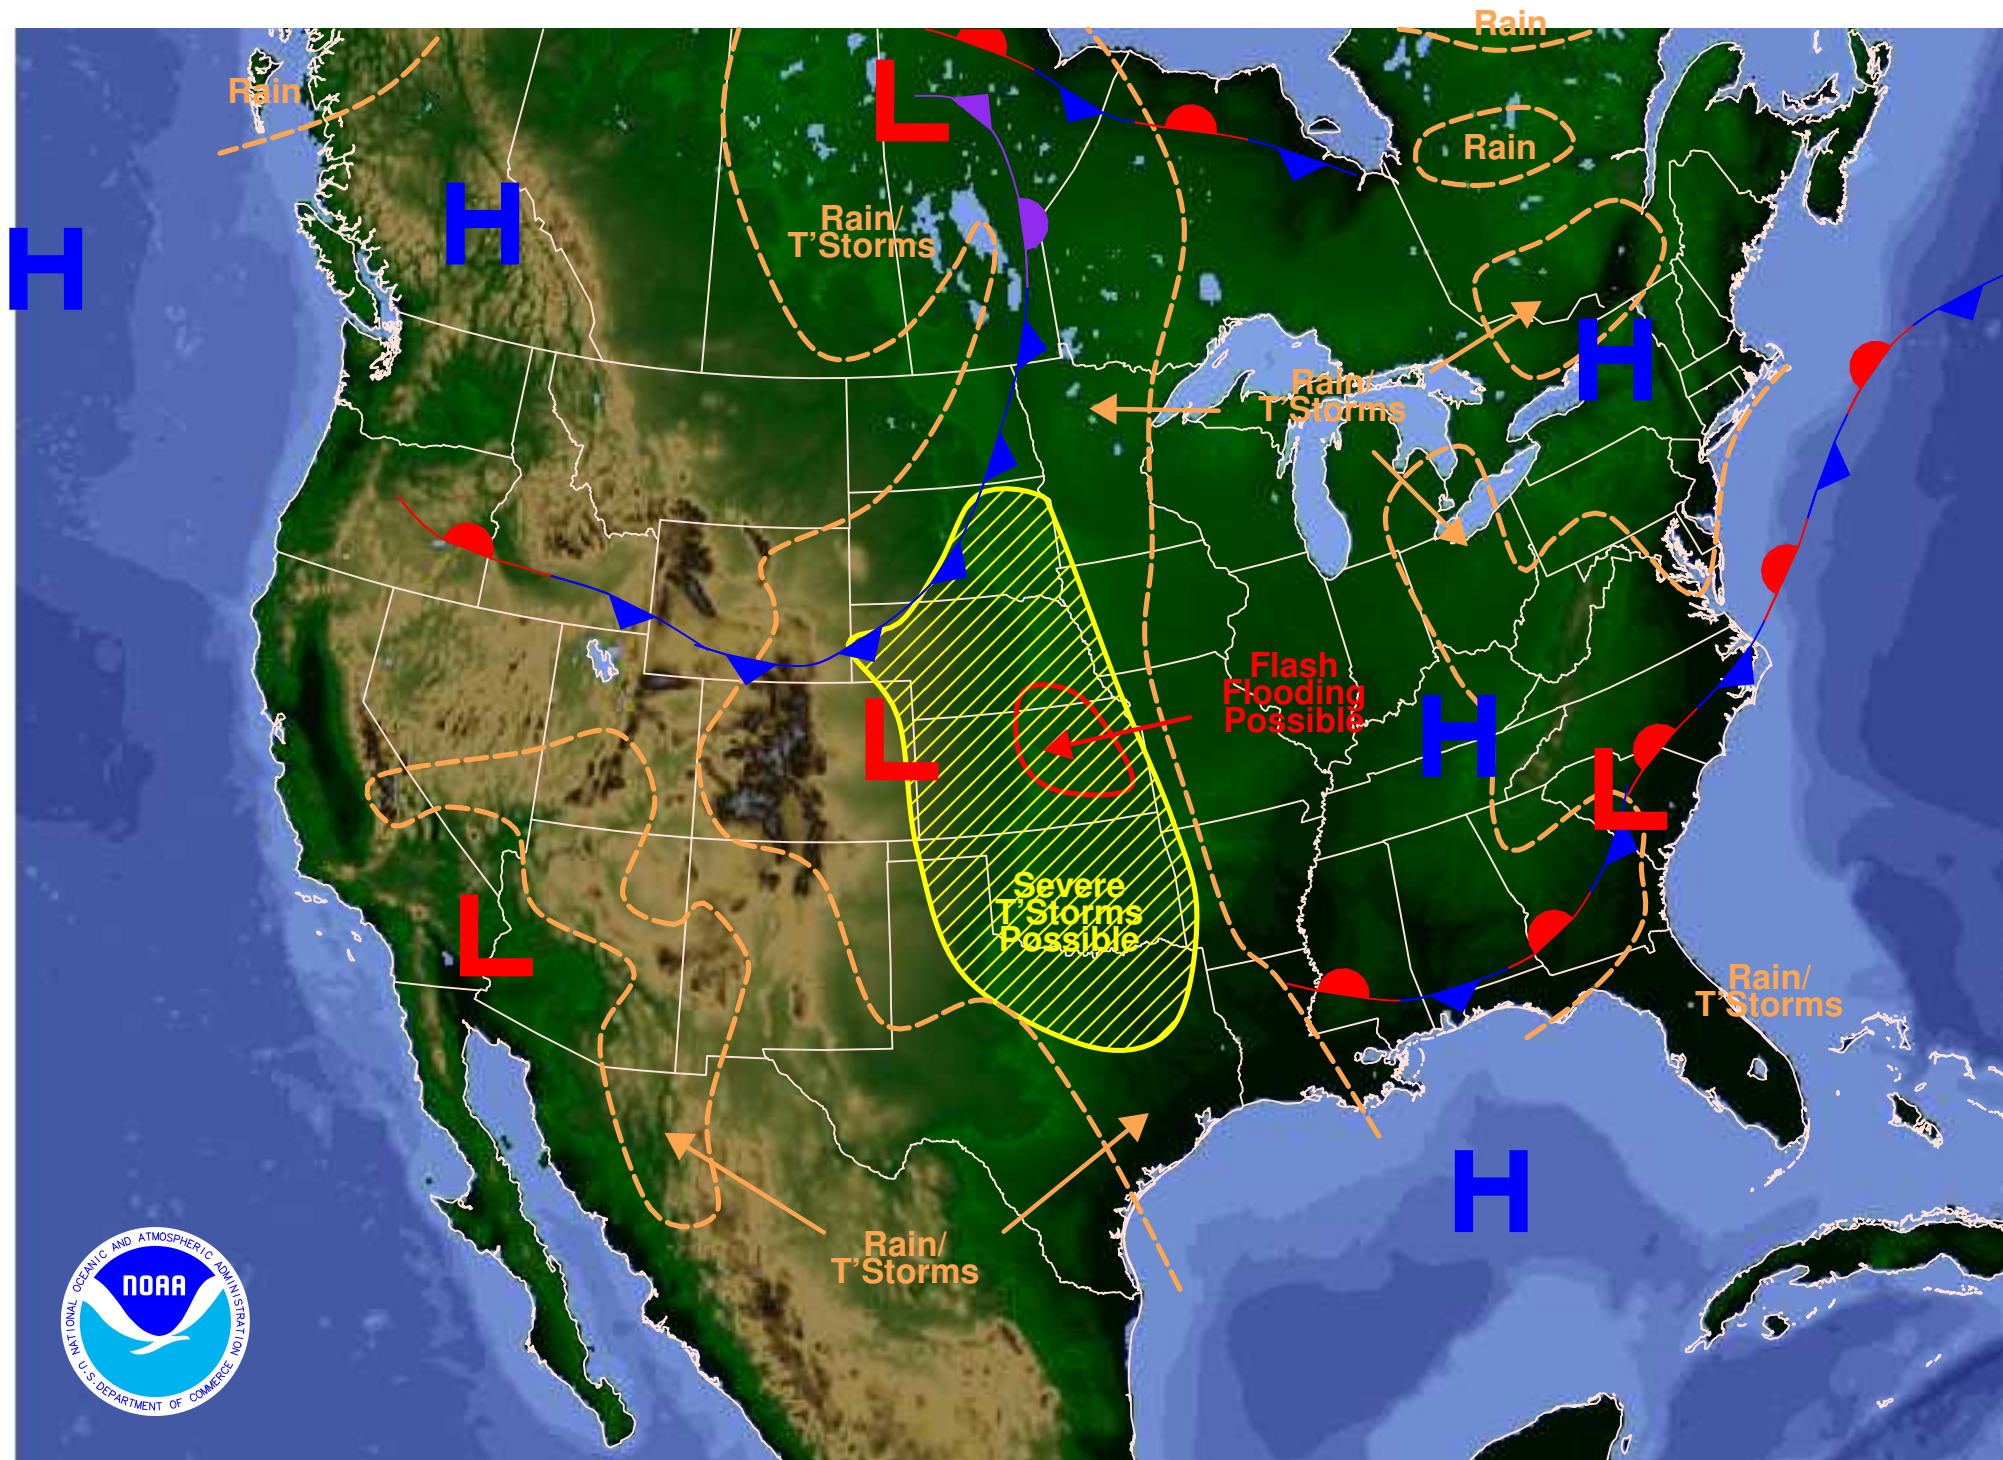 Rain
Rain
L
Rain
H
Rain/
T'Storms
H
H
Rain/
T'Storms
Flash
Flooding
Possible
L
H
L
Severe
T'Storms
Possible
L
Rain/
T'Storms
H
Rain/
T'Storms
NATIONAL OCEANIC AND ATMOSPHERIC ADMINISTRATION
NOAA
U.S. DEPARTMENT OF COMMERCE